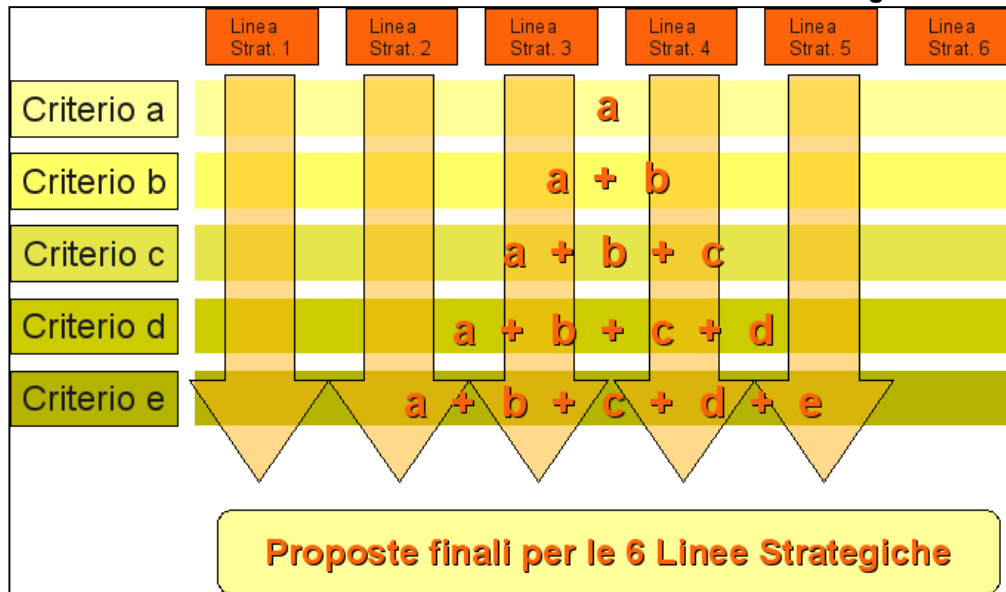 Linea
Strat. 1
Linea
Strat. 2
Linea
Strat. 3
Linea
Strat. 4
Linea
Strat. 5
Linea
Strat. 6
Criterio a
a
Criterio b
a + b
Criterio c
a + b + c
Criterio d
a + b + c + d
Criterio e
a + b + c + d + e
Proposte finali per le 6 Linee Strategiche